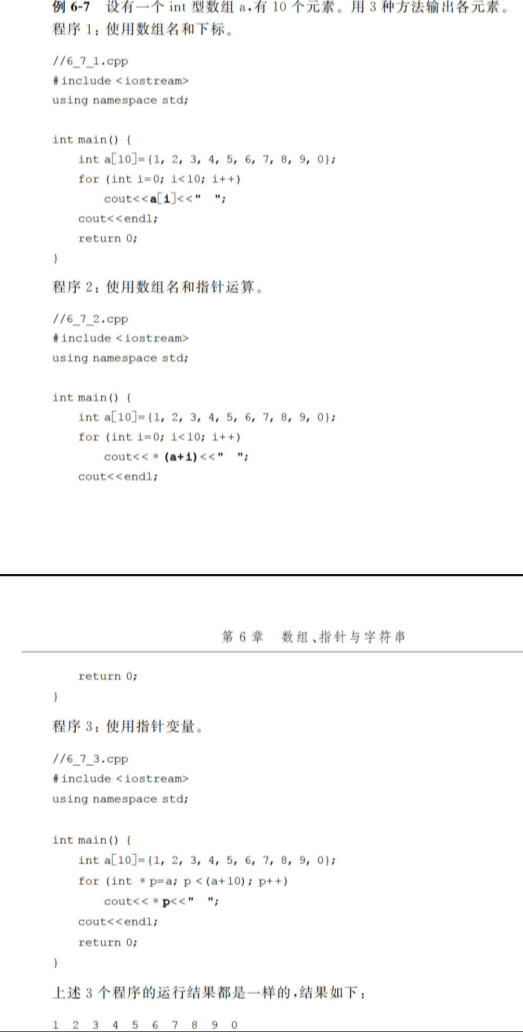 例 6-7 设有一个 int 型数组 a,有 10 个元素。用 3 种方法输出各元素。
程序 1：使用数组名和下标。
//6_7_1.cpp
#include <iostream>
using namespace std;
int main() {
    int a[10]={1, 2, 3, 4, 5, 6, 7, 8, 9, 0};
    for (int i=0; i<10; i++)
        cout<<a[i]<<"  ";
    cout<<endl;
    return 0;
}
程序 2：使用数组名和指针运算。
//6_7_2.cpp
#include <iostream>
using namespace std;
int main() {
    int a[10]={1, 2, 3, 4, 5, 6, 7, 8, 9, 0};
    for (int i=0; i<10; i++)
        cout<< * (a+i)<<"  ";
    cout<<endl;
第 6 章 数组、指针与字符串
    return 0;
}
程序 3：使用指针变量。
//6_7_3.cpp
#include <iostream>
using namespace std;
int main() {
    int a[10]={1, 2, 3, 4, 5, 6, 7, 8, 9, 0};
    for (int * p=a; p<(a+10); p++)
        cout<< * p<<"  ";
    cout<<endl;
    return 0;
}
上述 3 个程序的运行结果都是一样的,结果如下：
1 2 3 4 5 6 7 8 9 0